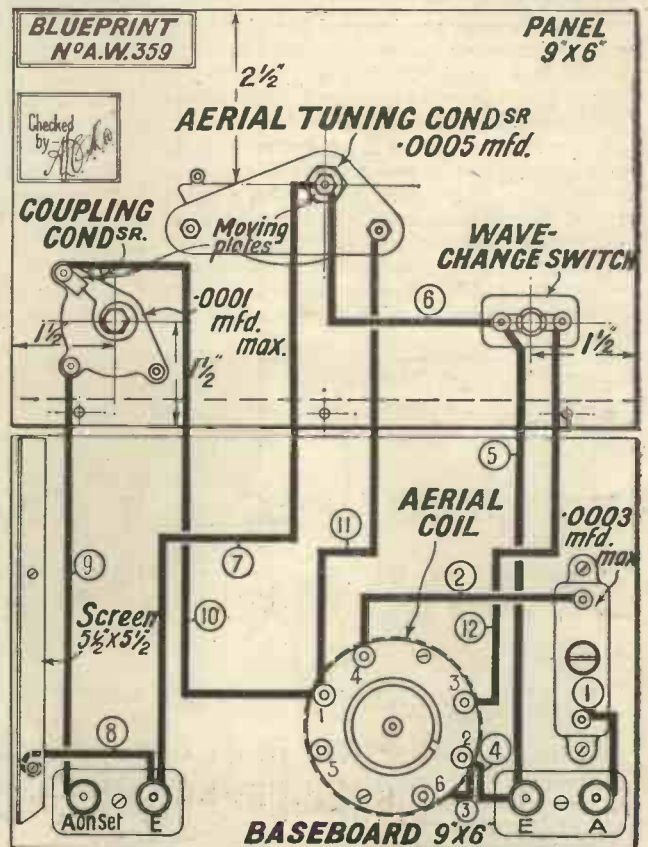 BLUEPRINT
Nº A.W.359
PANEL
9"X6"
2½"
Checked
by
AERIAL TUNING CONDSR
·0005 mfd.
COUPLING
CONDSR.
Moving
plates
WAVE-
CHANGE SWITCH
·0001
mfd.
max.
6
1½"
1½"
1½"
5
AERIAL
COIL
·0003
mfd.
max
11
9
7
2
10
12
Screen
5½"X5½"
4
1
3
1
5
2
4
8
6
3
AonSet
E
E
A
BASEBOARD 9"X6"